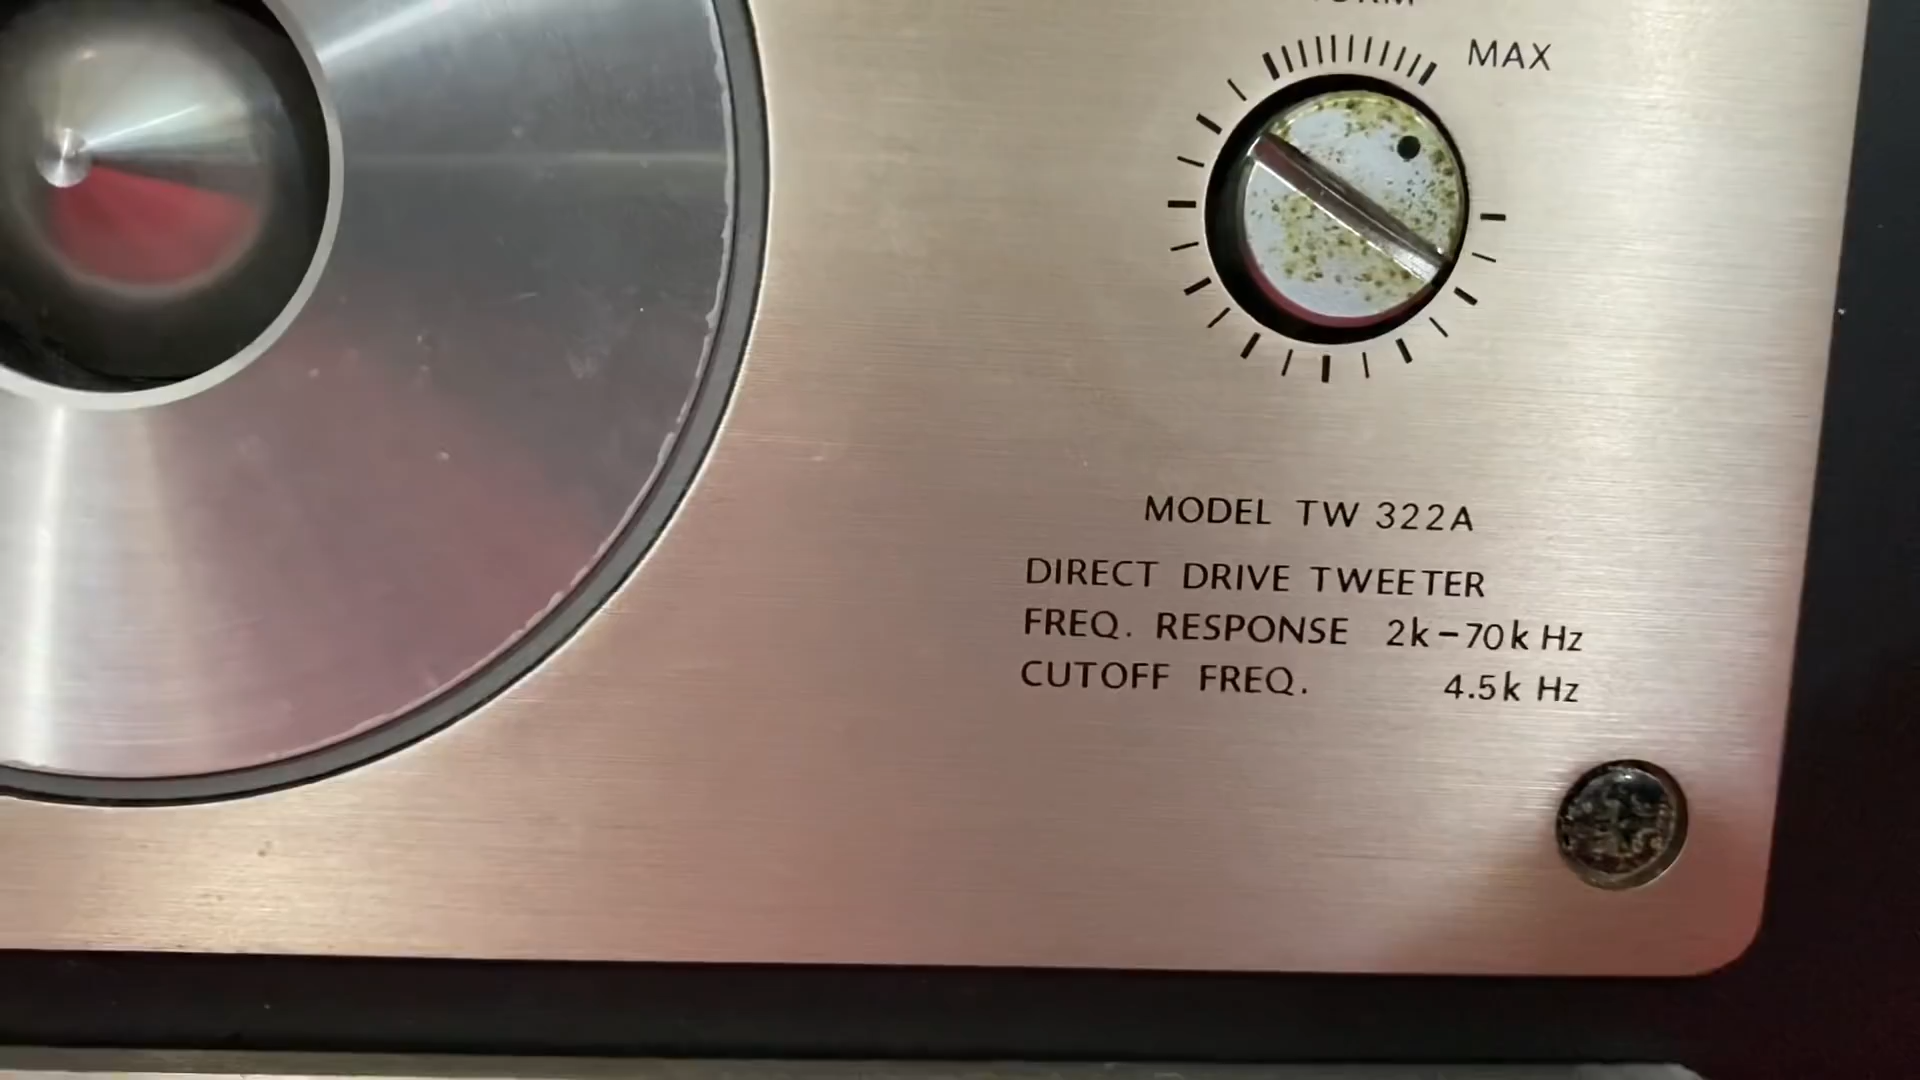 MAX
MODEL TW 322A
DIRECT DRIVE TWEETER
FREQ. RESPONSE 2k-70k Hz
CUTOFF FREQ. 4.5k Hz